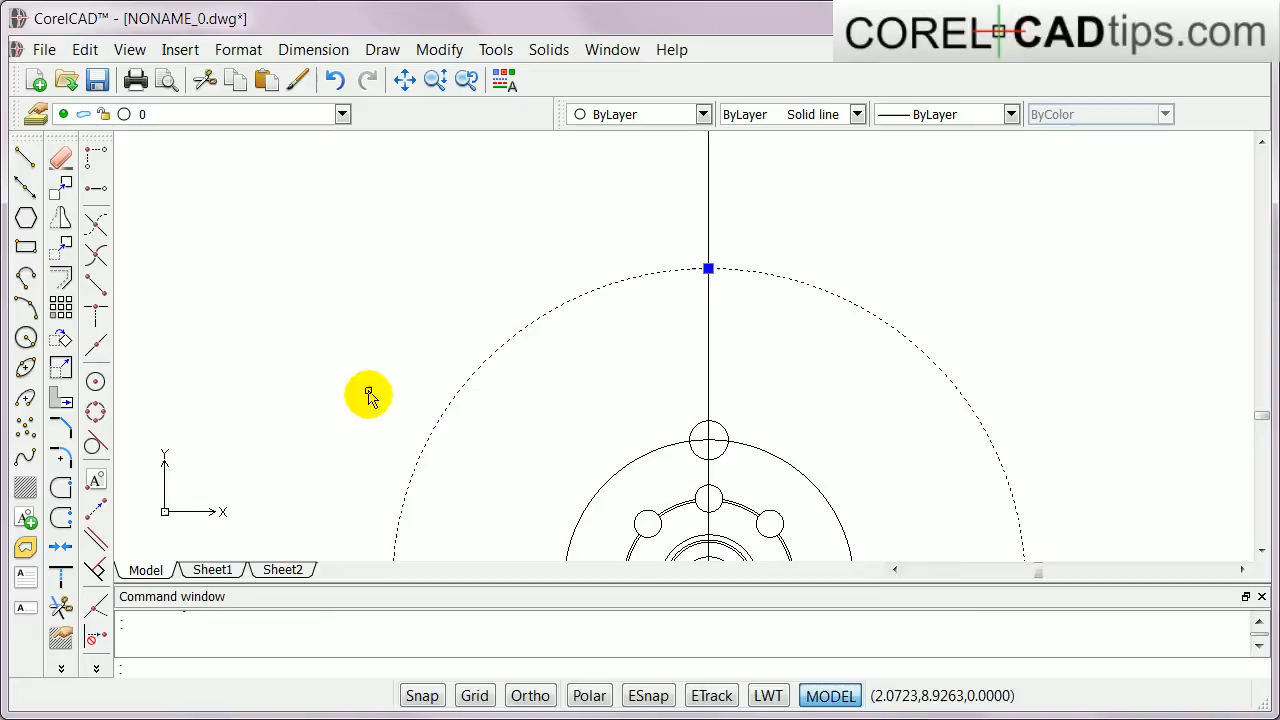 CorelCAD™ - [NONAME_0.dwg*]
COREL CADtips.com
File Edit View Insert Format Dimension Draw Modify Tools Solids Window Help
0 ByLayer ByLayer Solid line ByLayer ByColor
Y
X
Model Sheet1 Sheet2
Command window
:
:
Snap Grid Ortho Polar ESnap ETrack LWT MODEL (2.0723,8.9263,0.0000)